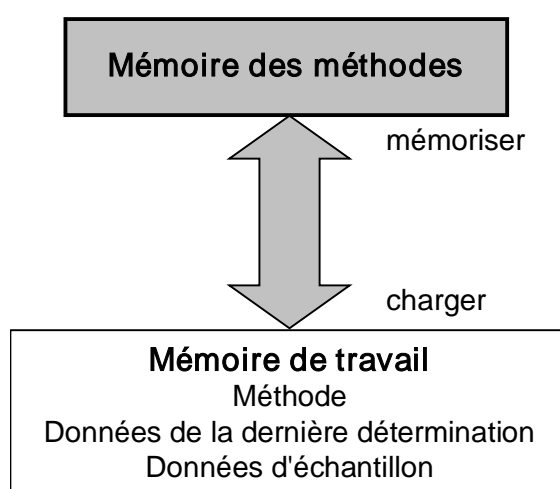 Mémoire des méthodes
mémoriser
charger
Mémoire de travail
Méthode
Données de la dernière détermination
Données d'échantillon